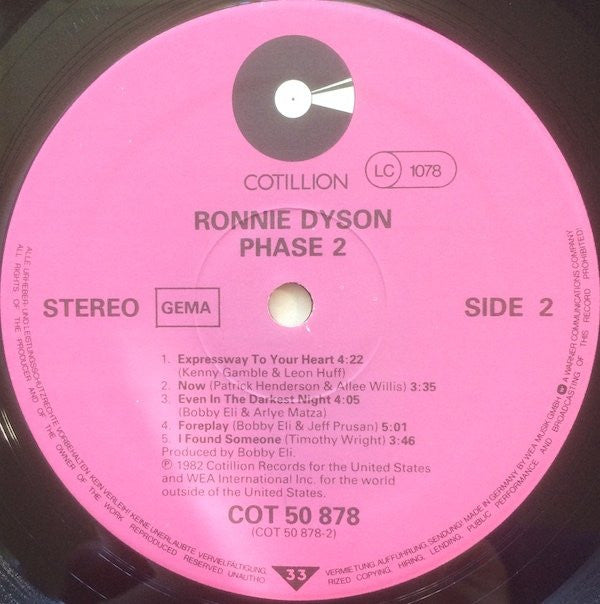 COTILLION
LC 1078
RONNIE DYSON
PHASE 2
STEREO GEMA
SIDE 2
1. Expressway To Your Heart 4:22
(Kenny Gamble & Leon Huff)
2. Now (Patrick Henderson & Allee Willis) 3:35
3. Even In The Darkest Night 4:05
(Bobby Eli & Arlye Matza)
4. Foreplay (Bobby Eli & Jeff Prusan) 5:01
5. I Found Someone (Timothy Wright) 3:46
Produced by Bobby Eli.
℗ 1982 Cotillion Records for the United States
and WEA International Inc. for the world
outside of the United States.
COT 50 878
(COT 50 878-2)
33
ALLE URHEBER- UND LEISTUNGSSCHUTZRECHTE VORBEHALTEN. KEIN VERLEIH! KEINE UNERLAUBTE VERVIELFÄLTIGUNG, VERMIETUNG, AUFFÜHRUNG, SENDUNG! MADE IN GERMANY BY WEA MUSIK GMBH A WARNER COMMUNICATIONS COMPANY
ALL RIGHTS OF THE PRODUCER AND OF THE OWNER OF THE WORK REPRODUCED RESERVED UNAUTHORIZED COPYING, HIRING, LENDING, PUBLIC PERFORMANCE AND BROADCASTING OF THIS RECORD PROHIBITED!